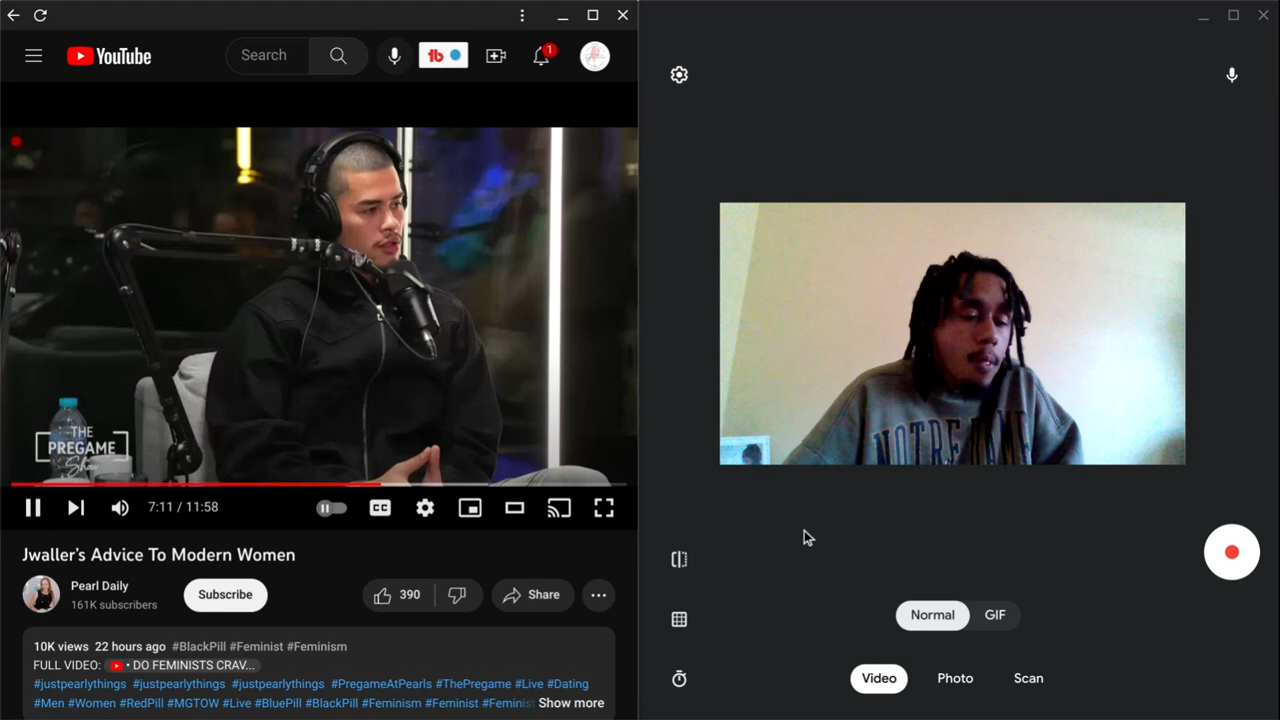 YouTube
Search
tb
1
THE
PREGAME
Show
7:11 / 11:58
CC
Jwaller's Advice To Modern Women
Pearl Daily
161K subscribers
Subscribe
390
Share
10K views 22 hours ago #BlackPill #Feminist #Feminism
FULL VIDEO: • DO FEMINISTS CRAV...
#justpearlythings #justpearlythings #justpearlythings #PregameAtPearls #ThePregame #Live #Dating
#Men #Women #RedPill #MGTOW #Live #BluePill #BlackPill #Feminism #Feminist #Feminis Show more
NOTRE DAME
Normal
GIF
Video
Photo
Scan